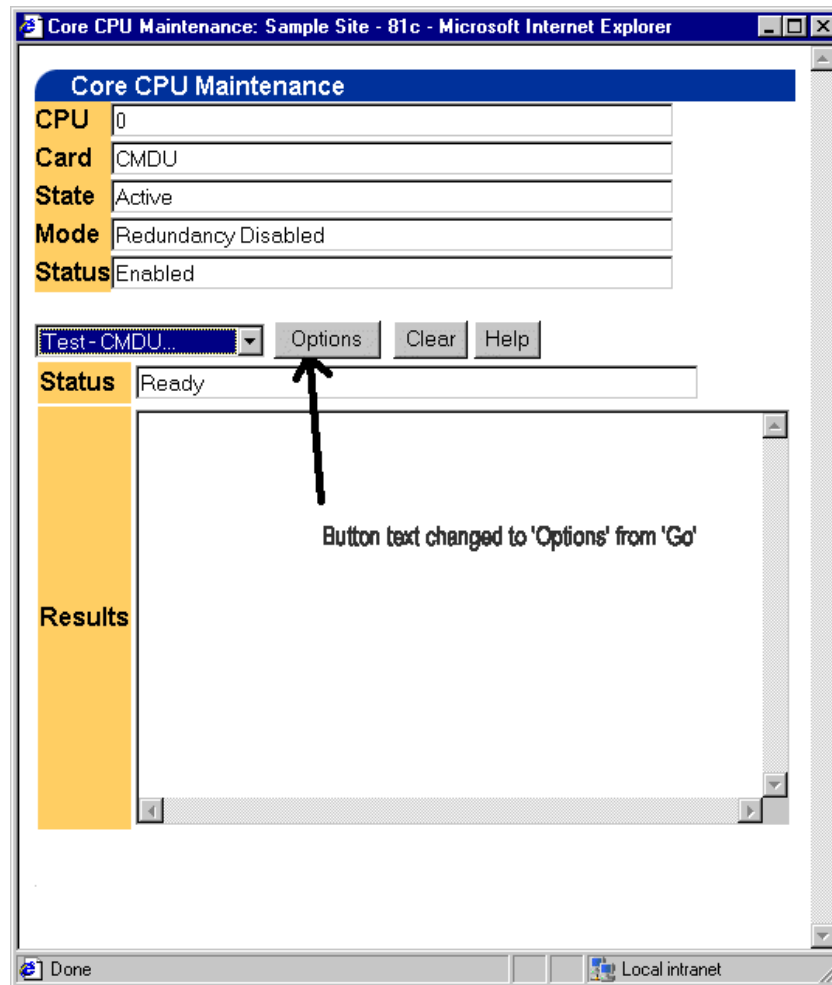 Core CPU Maintenance: Sample Site - 81c - Microsoft Internet Explorer
Core CPU Maintenance
CPU 0
Card CMDU
State Active
Mode Redundancy Disabled
Status Enabled
Test - CMDU... Options Clear Help
Status Ready
Button text changed to 'Options' from 'Go'
Results
Done Local intranet